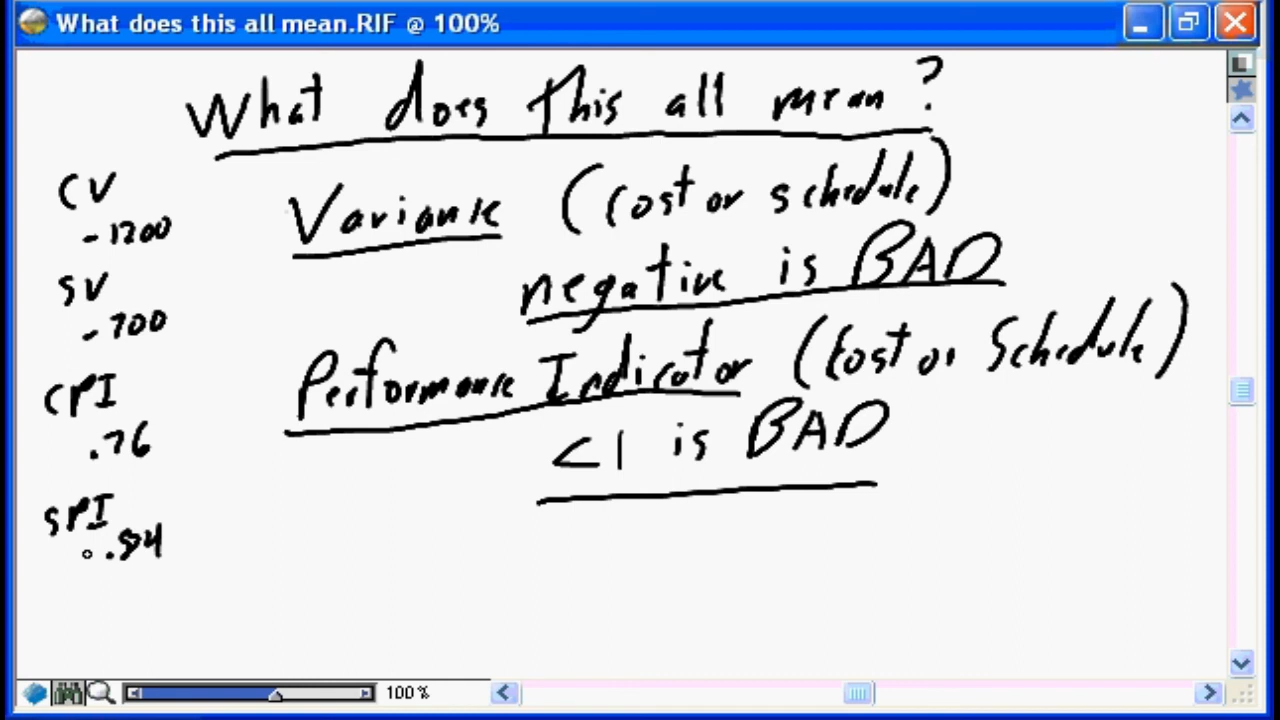 What does this all mean.RIF @ 100%
What does this all mean?
CV
-1200
Variance (cost or schedule)
negative is BAD
SV
-700
Performance Indicator (Cost or Schedule)
<1 is BAD
CPI
.76
SPI
.84
100%